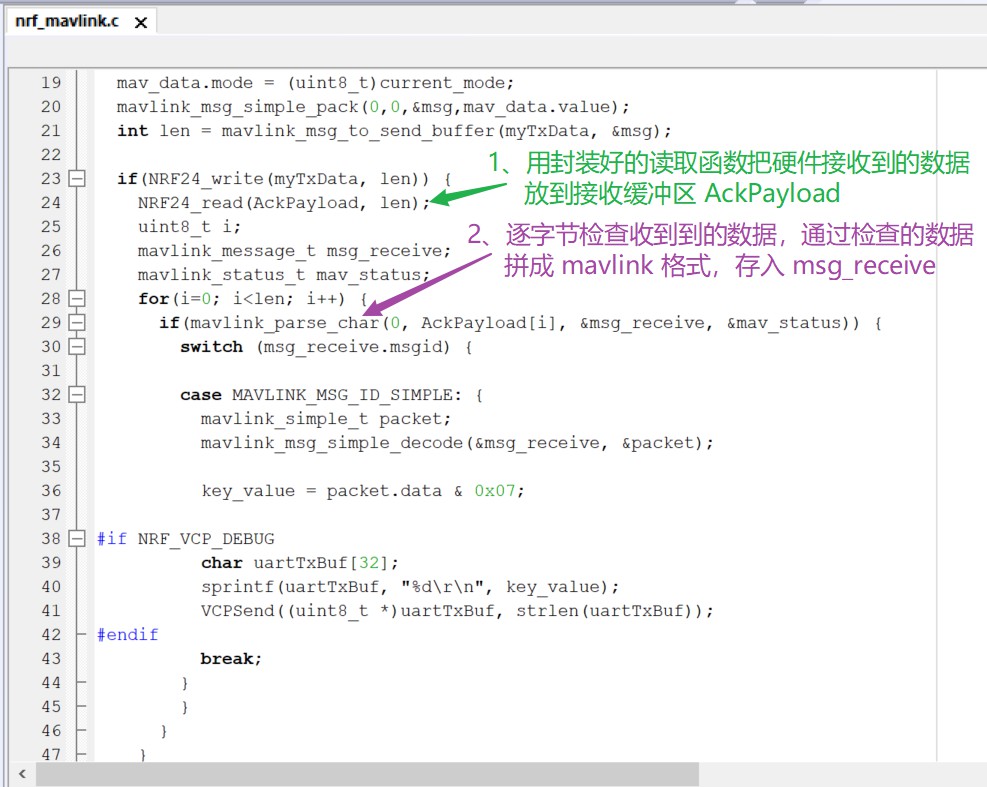 nrf_mavlink.c
19 mav_data.mode = (uint8_t)current_mode;
20 mavlink_msg_simple_pack(0,0,&msg,mav_data.value);
21 int len = mavlink_msg_to_send_buffer(myTxData, &msg);
22
1、用封装好的读取函数把硬件接收到的数据
放到接收缓冲区 AckPayload
23 if(NRF24_write(myTxData, len)) {
24 NRF24_read(AckPayload, len);
25 uint8_t i;
2、逐字节检查收到到的数据，通过检查的数据
拼成 mavlink 格式，存入 msg_receive
26 mavlink_message_t msg_receive;
27 mavlink_status_t mav_status;
28 for(i=0; i<len; i++) {
29 if(mavlink_parse_char(0, AckPayload[i], &msg_receive, &mav_status)) {
30 switch (msg_receive.msgid) {
31
32 case MAVLINK_MSG_ID_SIMPLE: {
33 mavlink_simple_t packet;
34 mavlink_msg_simple_decode(&msg_receive, &packet);
35
36 key_value = packet.data & 0x07;
37
38 #if NRF_VCP_DEBUG
39 char uartTxBuf[32];
40 sprintf(uartTxBuf, "%d\r\n", key_value);
41 VCPSend((uint8_t *)uartTxBuf, strlen(uartTxBuf));
42 #endif
43 break;
44 }
45 }
46 }
47 }